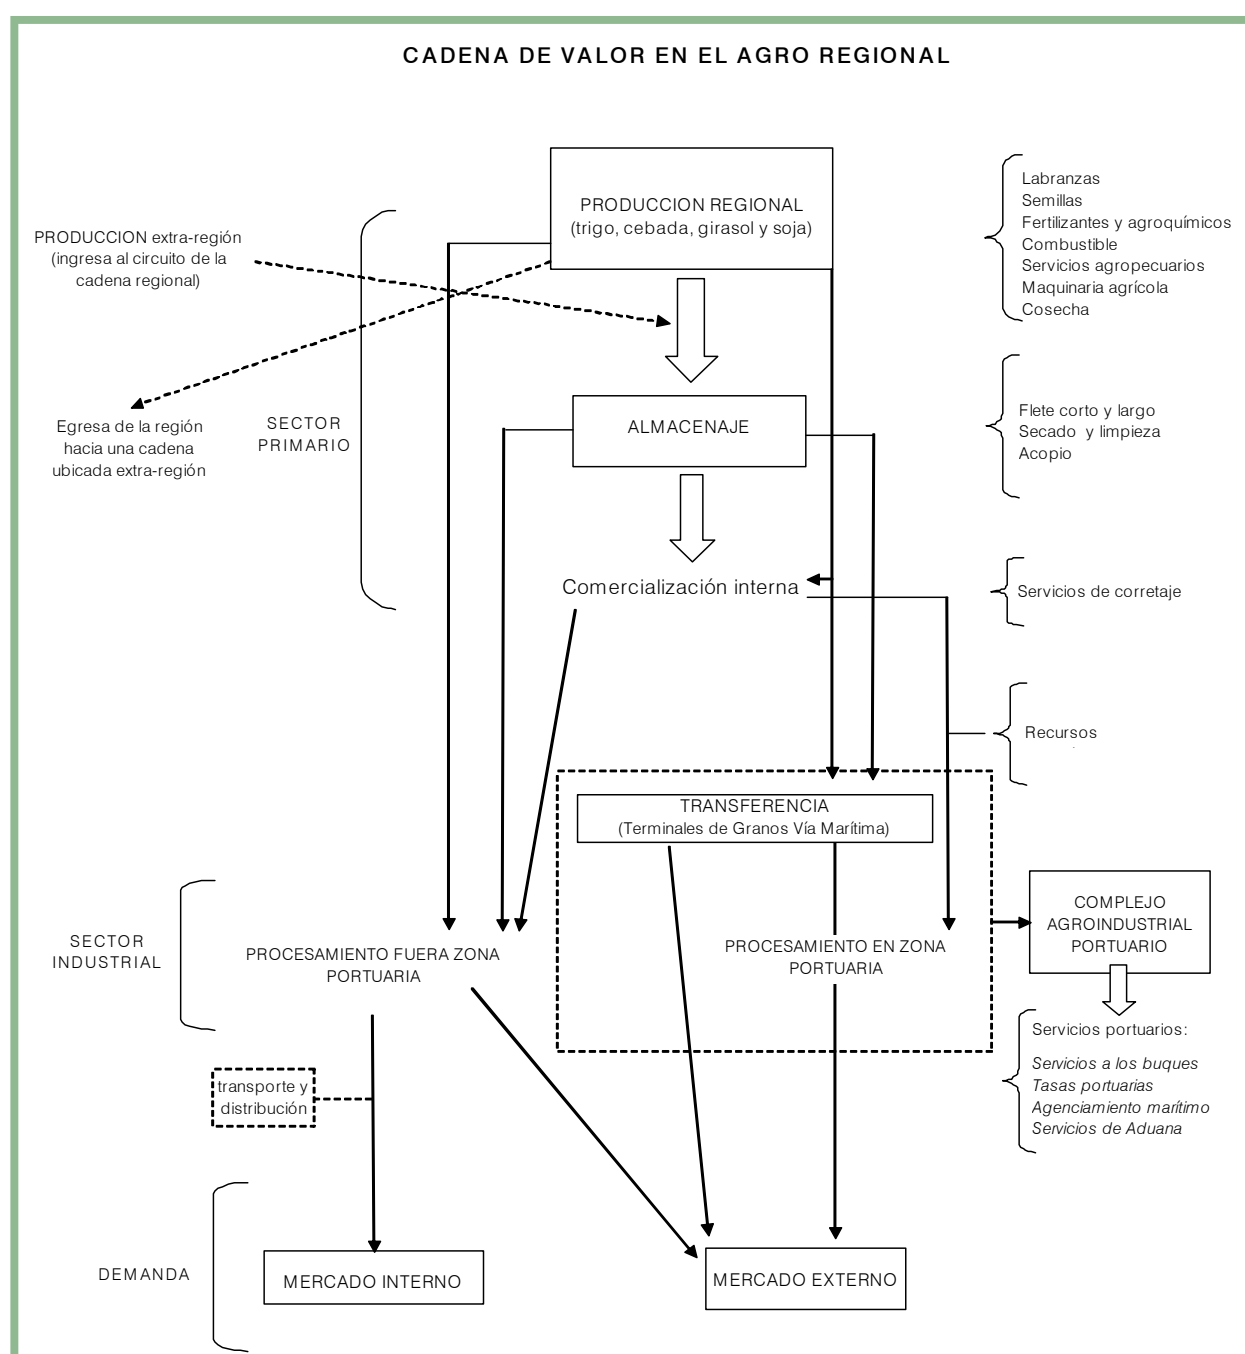 CADENA DE VALOR EN EL AGRO REGIONAL
PRODUCCION REGIONAL
(trigo, cebada, girasol y soja)
Labranzas
Semillas
Fertilizantes y agroquímicos
Combustible
Servicios agropecuarios
Maquinaria agrícola
Cosecha
PRODUCCION extra-región
(ingresa al circuito de la
cadena regional)
Egresa de la región
hacia una cadena
ubicada extra-región
SECTOR
PRIMARIO
ALMACENAJE
Flete corto y largo
Secado y limpieza
Acopio
Comercialización interna
Servicios de corretaje
Recursos
TRANSFERENCIA
(Terminales de Granos Vía Marítima)
SECTOR
INDUSTRIAL
PROCESAMIENTO FUERA ZONA
PORTUARIA
PROCESAMIENTO EN ZONA
PORTUARIA
COMPLEJO
AGROINDUSTRIAL
PORTUARIO
Servicios portuarios:
Servicios a los buques
Tasas portuarias
Agenciamiento marítimo
Servicios de Aduana
transporte y
distribución
DEMANDA
MERCADO INTERNO
MERCADO EXTERNO